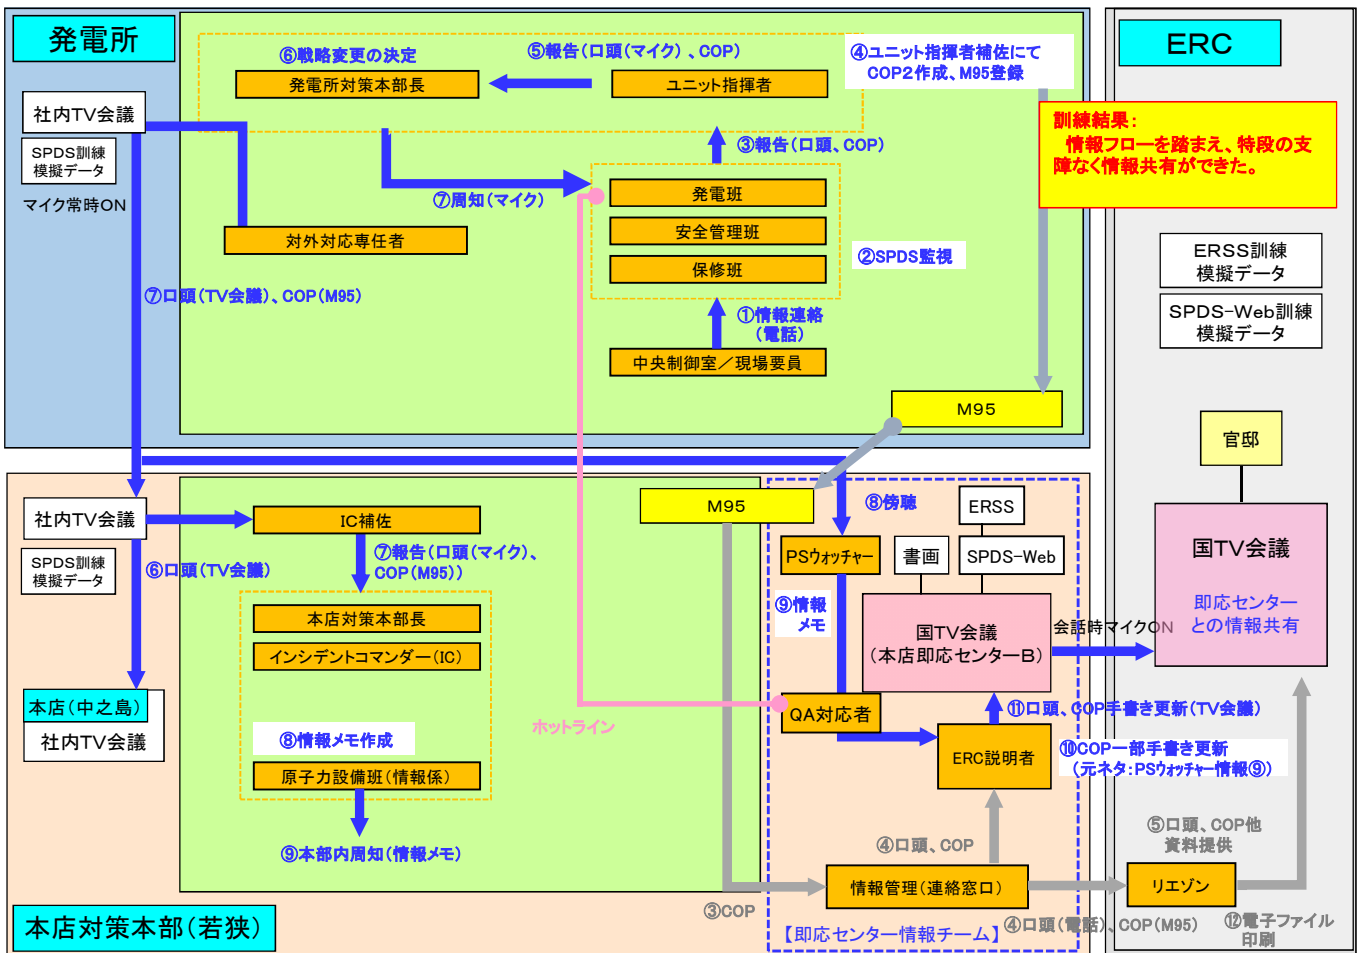 発電所
社内TV会議
SPDS訓練
模擬データ
マイク常時ON
⑥戦略変更の決定
発電所対策本部長
⑤報告(口頭(マイク)、COP)
ユニット指揮者
④ユニット指揮者補佐にて
COP2作成、M95登録
③報告(口頭、COP)
⑦周知(マイク)
発電班
安全管理班
保修班
②SPDS監視
対外対応専任者
⑦口頭(TV会議)、COP(M95)
①情報連絡
(電話)
中央制御室/現場要員
M95
ERC
訓練結果:
情報フローを踏まえ、特段の支
障なく情報共有ができた。
ERSS訓練
模擬データ
SPDS-Web訓練
模擬データ
官邸
国TV会議
即応センター
との情報共有
社内TV会議
SPDS訓練
模擬データ
⑥口頭(TV会議)
IC補佐
⑦報告(口頭(マイク)、
COP(M95))
本店対策本部長
インシデントコマンダー(IC)
⑧情報メモ作成
原子力設備班(情報係)
⑨本部内周知(情報メモ)
本店(中之島)
社内TV会議
本店対策本部(若狭)
M95
ホットライン
⑧傍聴
ERSS
PSウォッチャー
書画
SPDS-Web
⑨情報
メモ
国TV会議
(本店即応センターB)
会話時マイクON
QA対応者
⑪口頭、COP手書き更新(TV会議)
ERC説明者
⑩COP一部手書き更新
(元ネタ:PSウォッチャー情報⑨)
④口頭、COP
③COP
情報管理(連絡窓口)
【即応センター情報チーム】
④口頭(電話)、COP(M95)
⑤口頭、COP他
資料提供
リエゾン
⑫電子ファイル
印刷